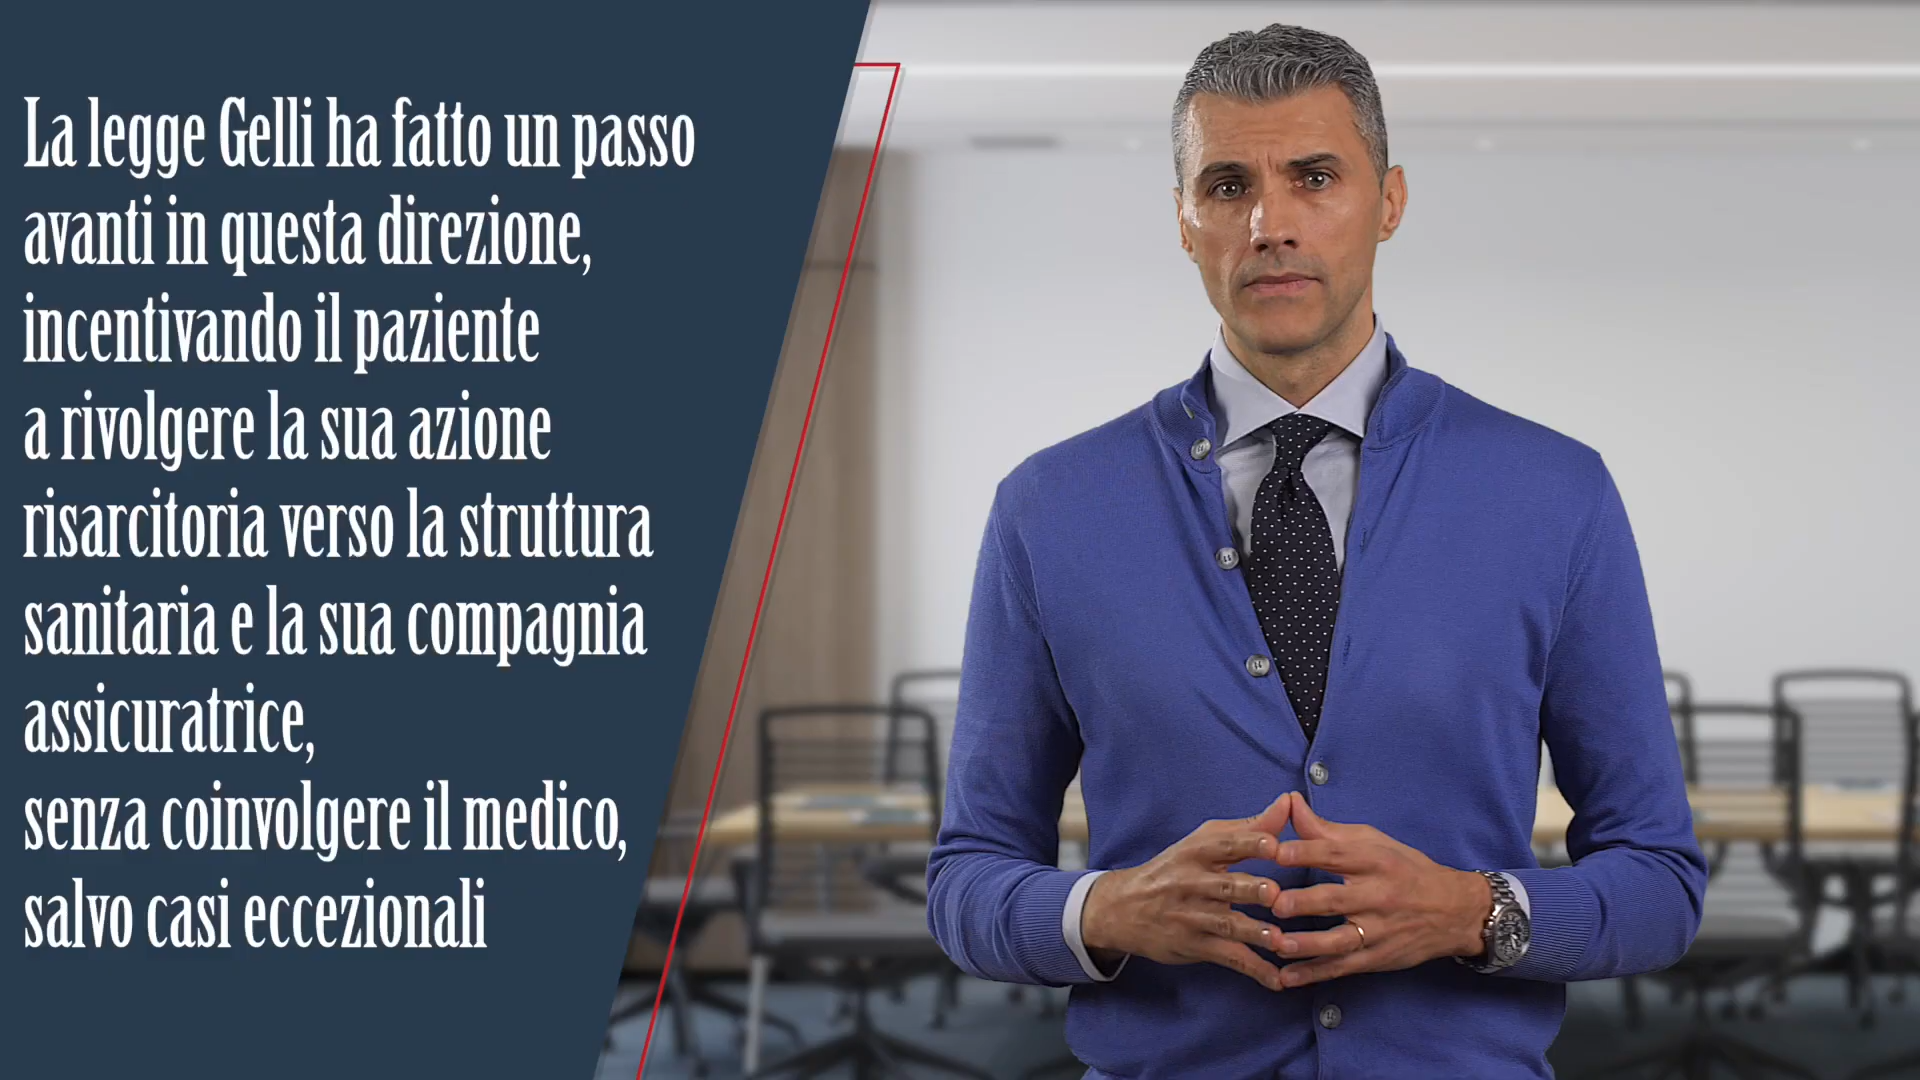 La legge Gelli ha fatto un passo
avanti in questa direzione,
incentivando il paziente
a rivolgere la sua azione
risarcitoria verso la struttura
sanitaria e la sua compagnia
assicuratrice,
senza coinvolgere il medico,
salvo casi eccezionali